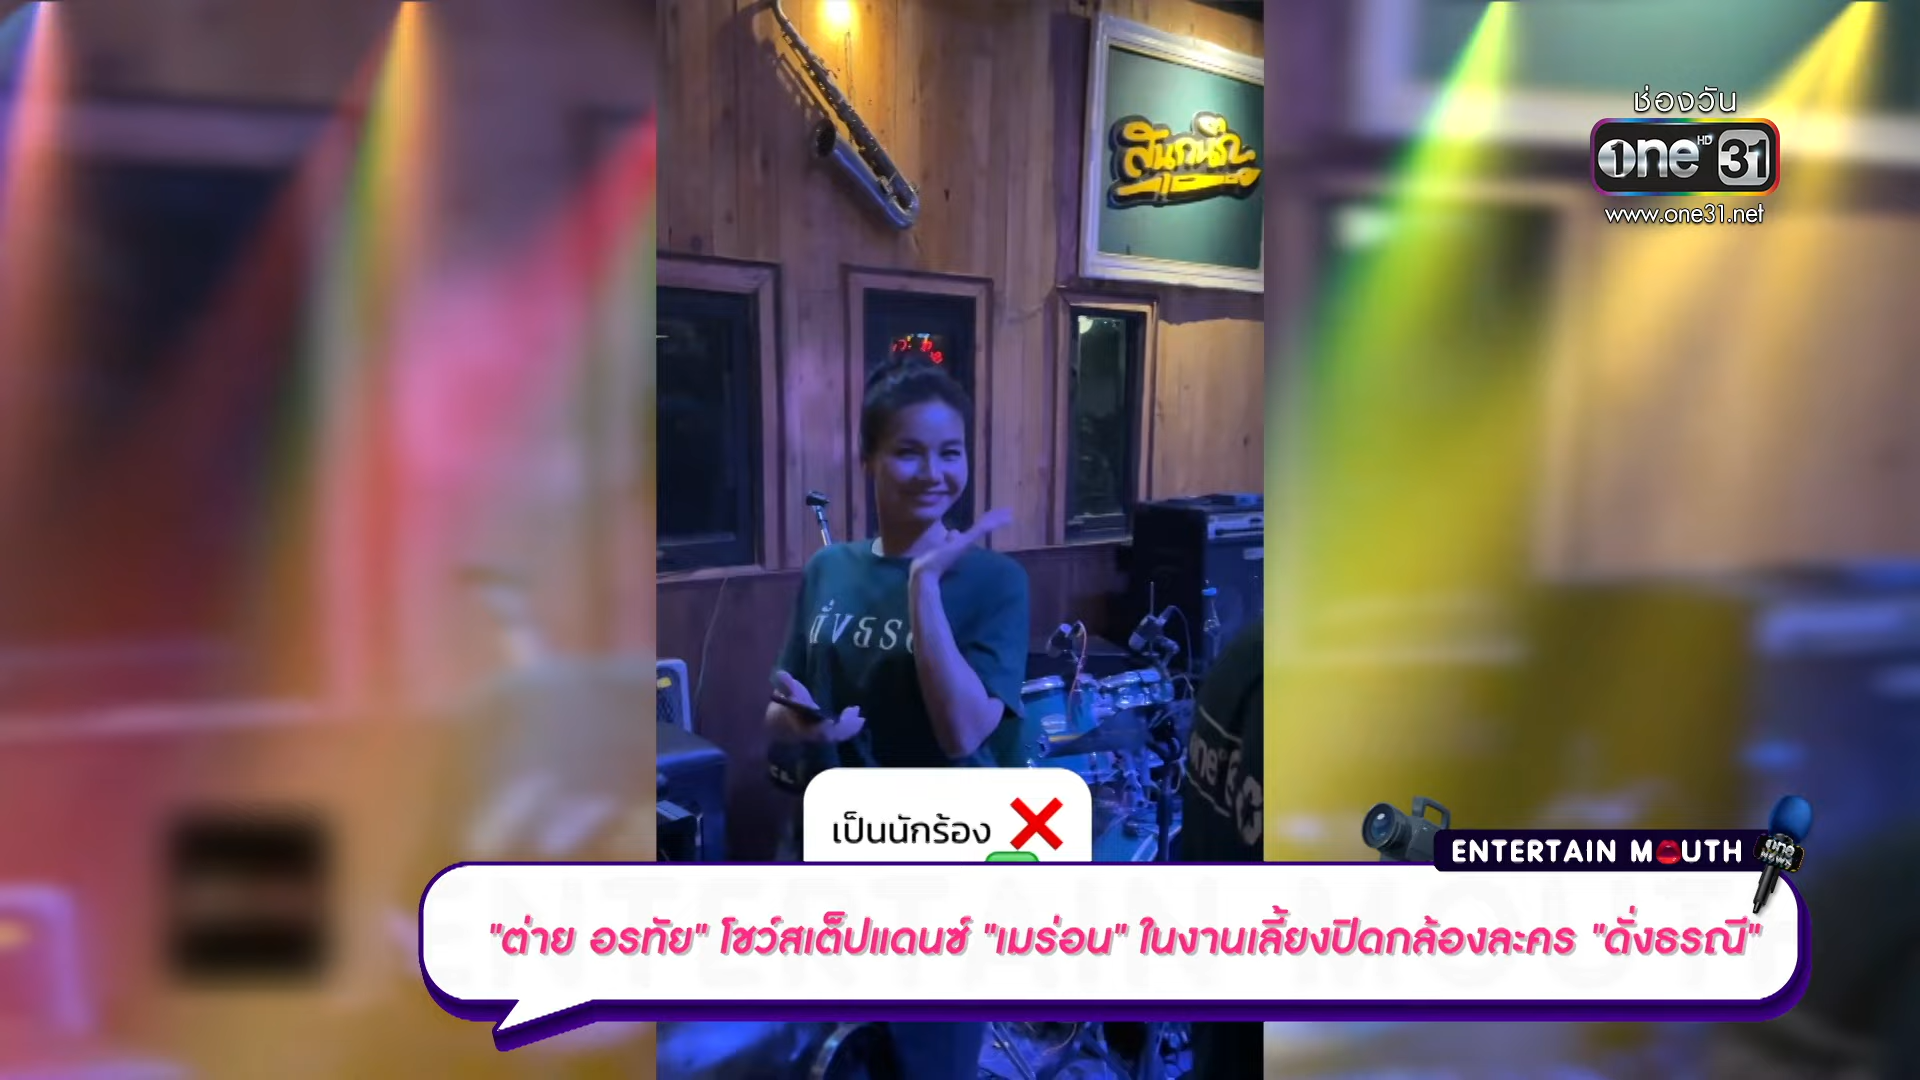 ช่องวัน
one HD 31
www.one31.net
เป็นนักร้อง ❌
ENTERTAIN MOUTH
one NEWS
"ต่าย อรทัย" โชว์สเต็ปแดนซ์ "เมร่อน" ในงานเลี้ยงปิดกล้องละคร "ดั่งธรณี"